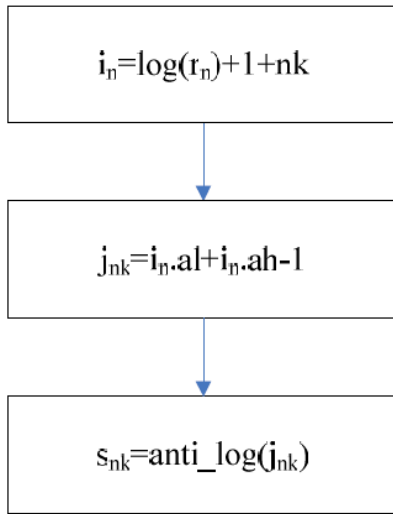 iₙ=log(rₙ)+1+nk
jₙₖ=iₙ.al+iₙ.ah-1
sₙₖ=anti_log(jₙₖ)